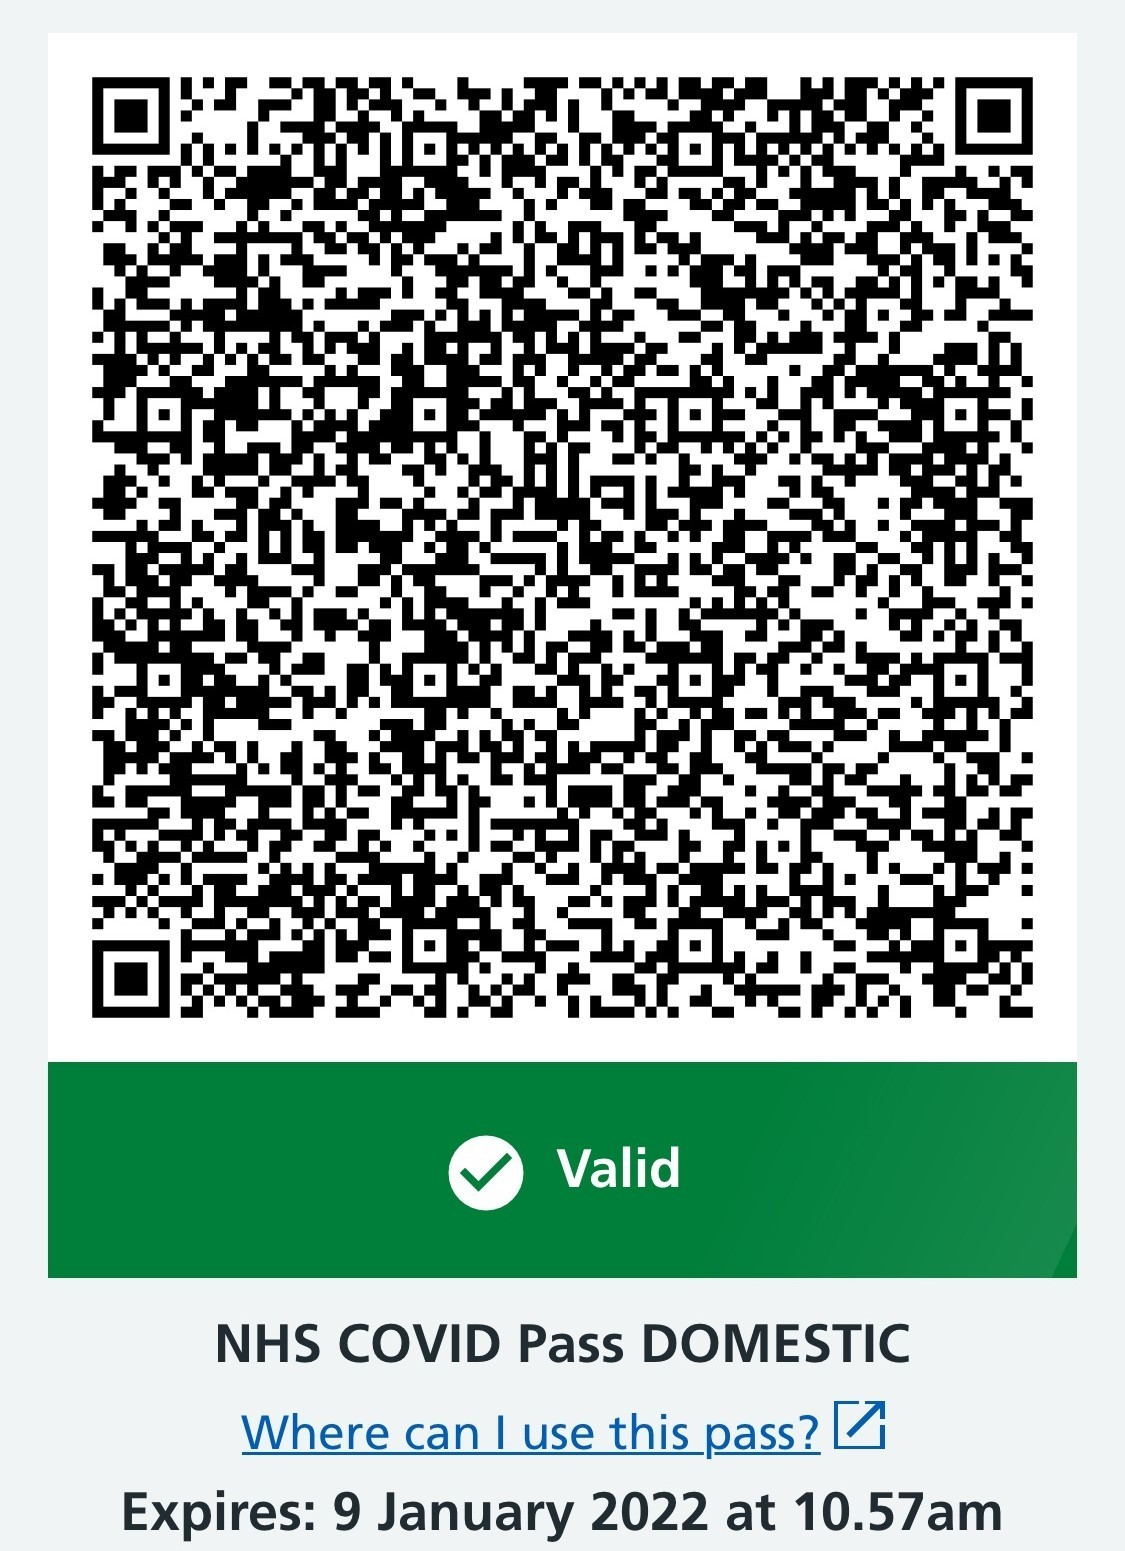 Valid
NHS COVID Pass DOMESTIC
Where can I use this pass?
Expires: 9 January 2022 at 10.57am